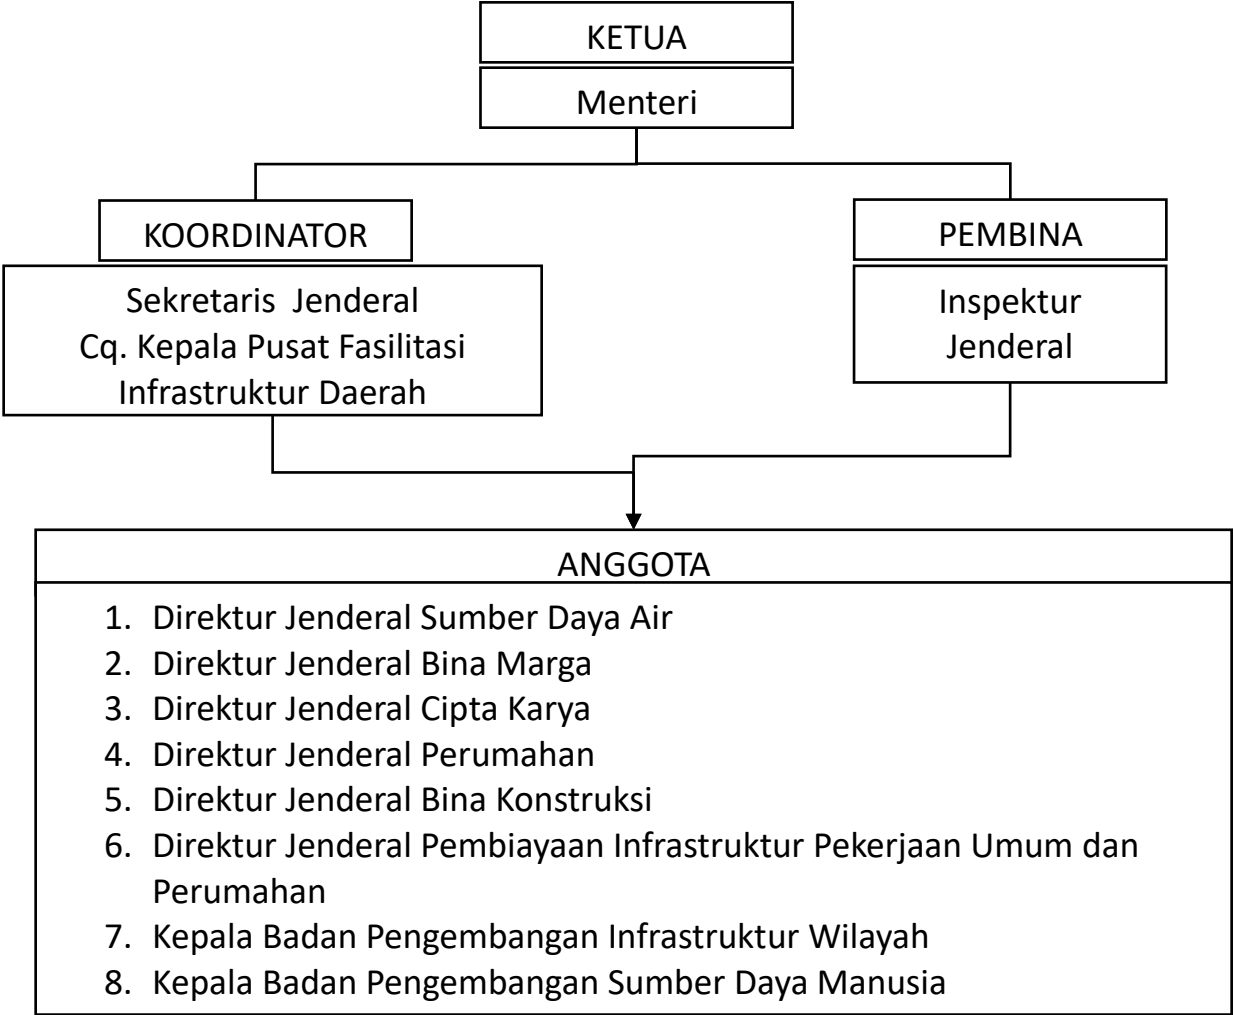 KETUA
Menteri
KOORDINATOR
PEMBINA
Sekretaris Jenderal
Cq. Kepala Pusat Fasilitasi
Infrastruktur Daerah
Inspektur
Jenderal
ANGGOTA
1. Direktur Jenderal Sumber Daya Air
2. Direktur Jenderal Bina Marga
3. Direktur Jenderal Cipta Karya
4. Direktur Jenderal Perumahan
5. Direktur Jenderal Bina Konstruksi
6. Direktur Jenderal Pembiayaan Infrastruktur Pekerjaan Umum dan
Perumahan
7. Kepala Badan Pengembangan Infrastruktur Wilayah
8. Kepala Badan Pengembangan Sumber Daya Manusia